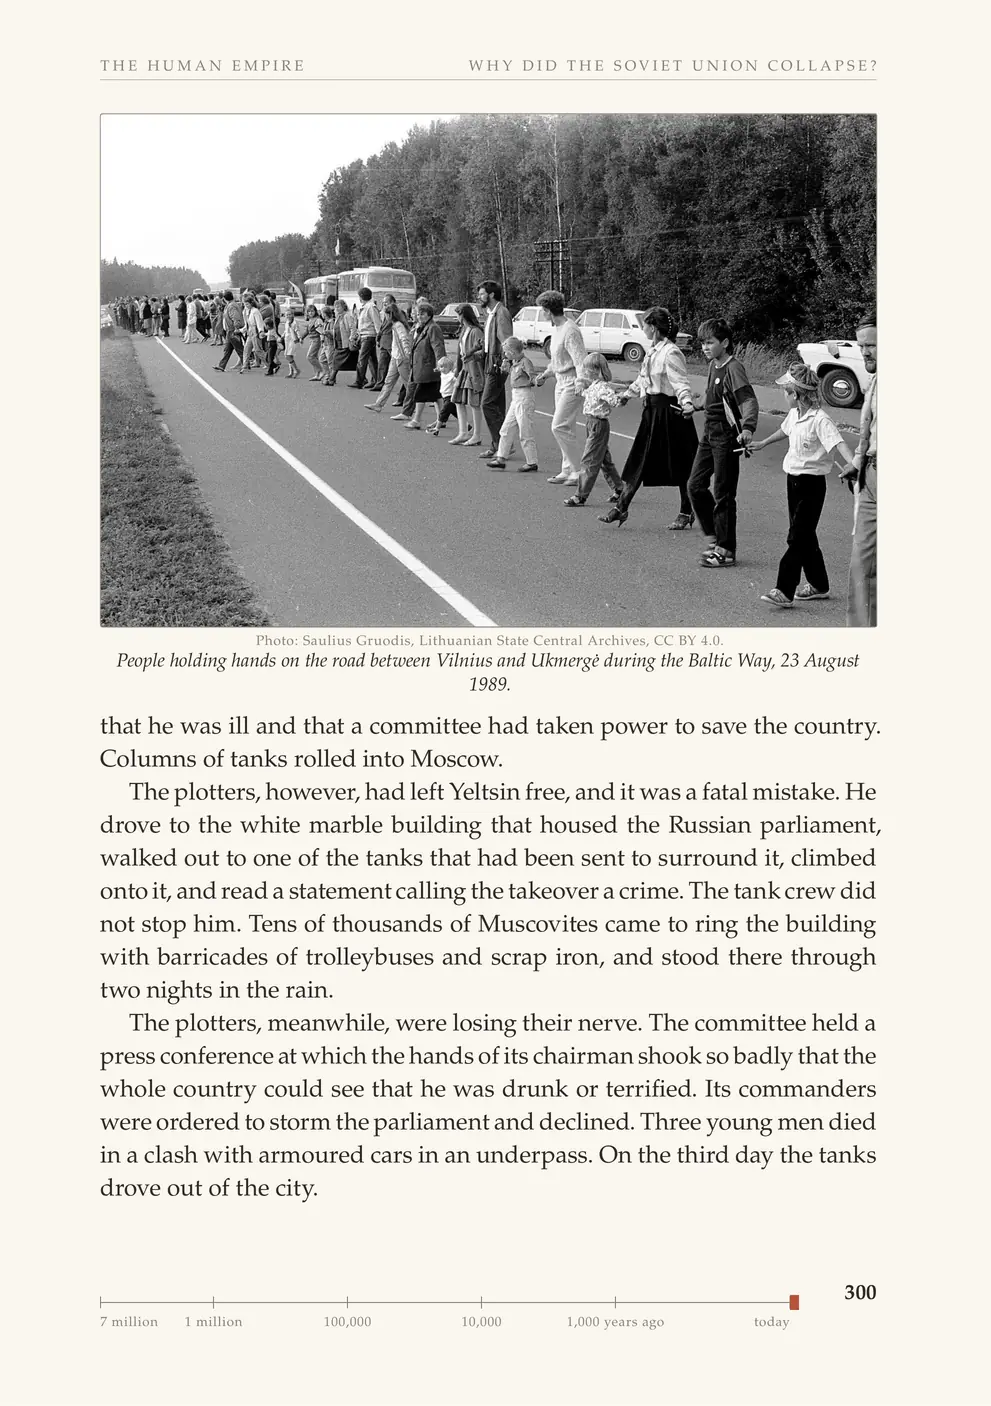 THE HUMAN EMPIRE
WHY DID THE SOVIET UNION COLLAPSE?
Photo: Saulius Gruodis, Lithuanian State Central Archives, CC BY 4.0.
People holding hands on the road between Vilnius and Ukmergė during the Baltic Way, 23 August
1989.
that he was ill and that a committee had taken power to save the country.
Columns of tanks rolled into Moscow.
The plotters, however, had left Yeltsin free, and it was a fatal mistake. He
drove to the white marble building that housed the Russian parliament,
walked out to one of the tanks that had been sent to surround it, climbed
onto it, and read a statement calling the takeover a crime. The tank crew did
not stop him. Tens of thousands of Muscovites came to ring the building
with barricades of trolleybuses and scrap iron, and stood there through
two nights in the rain.
The plotters, meanwhile, were losing their nerve. The committee held a
press conference at which the hands of its chairman shook so badly that the
whole country could see that he was drunk or terrified. Its commanders
were ordered to storm the parliament and declined. Three young men died
in a clash with armoured cars in an underpass. On the third day the tanks
drove out of the city.
300
7 million 1 million 100,000 10,000 1,000 years ago today